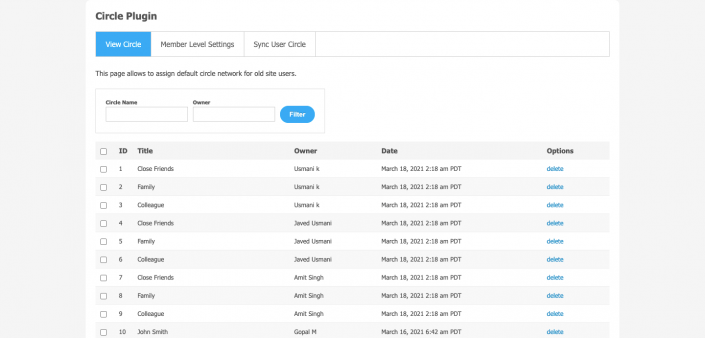 Circle Plugin
View Circle Member Level Settings Sync User Circle
This page allows to assign default circle network for old site users.
Circle Name Owner
Filter
ID Title Owner Date Options
1 Close Friends Usmani k March 18, 2021 2:18 am PDT delete
2 Family Usmani k March 18, 2021 2:18 am PDT delete
3 Colleague Usmani k March 18, 2021 2:18 am PDT delete
4 Close Friends Javed Usmani March 18, 2021 2:18 am PDT delete
5 Family Javed Usmani March 18, 2021 2:18 am PDT delete
6 Colleague Javed Usmani March 18, 2021 2:18 am PDT delete
7 Close Friends Amit Singh March 18, 2021 2:18 am PDT delete
8 Family Amit Singh March 18, 2021 2:18 am PDT delete
9 Colleague Amit Singh March 18, 2021 2:18 am PDT delete
10 John Smith Gopal M March 16, 2021 6:42 am PDT delete